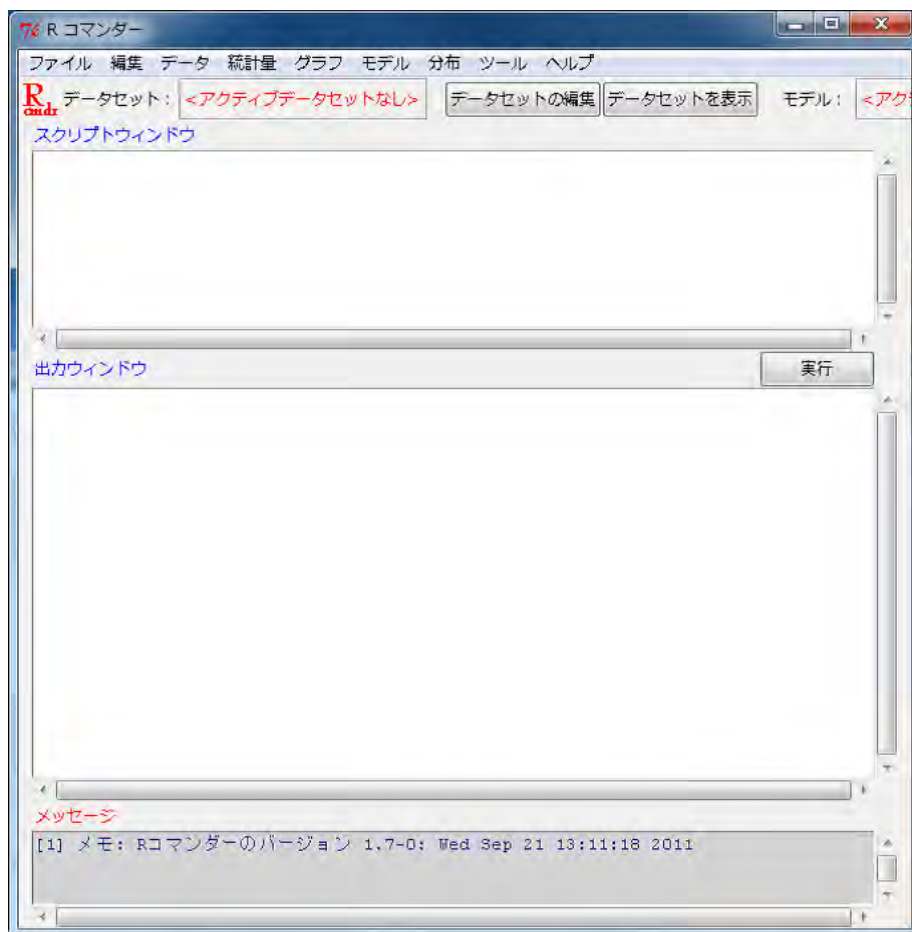 R コマンダー
ファイル 編集 データ 統計量 グラフ モデル 分布 ツール ヘルプ
R cmdr データセット: <アクティブデータセットなし> データセットの編集 データセットを表示 モデル: <アク
スクリプトウィンドウ
出力ウィンドウ 実行
メッセージ
[1] メモ: Rコマンダーのバージョン 1.7-0: Wed Sep 21 13:11:18 2011